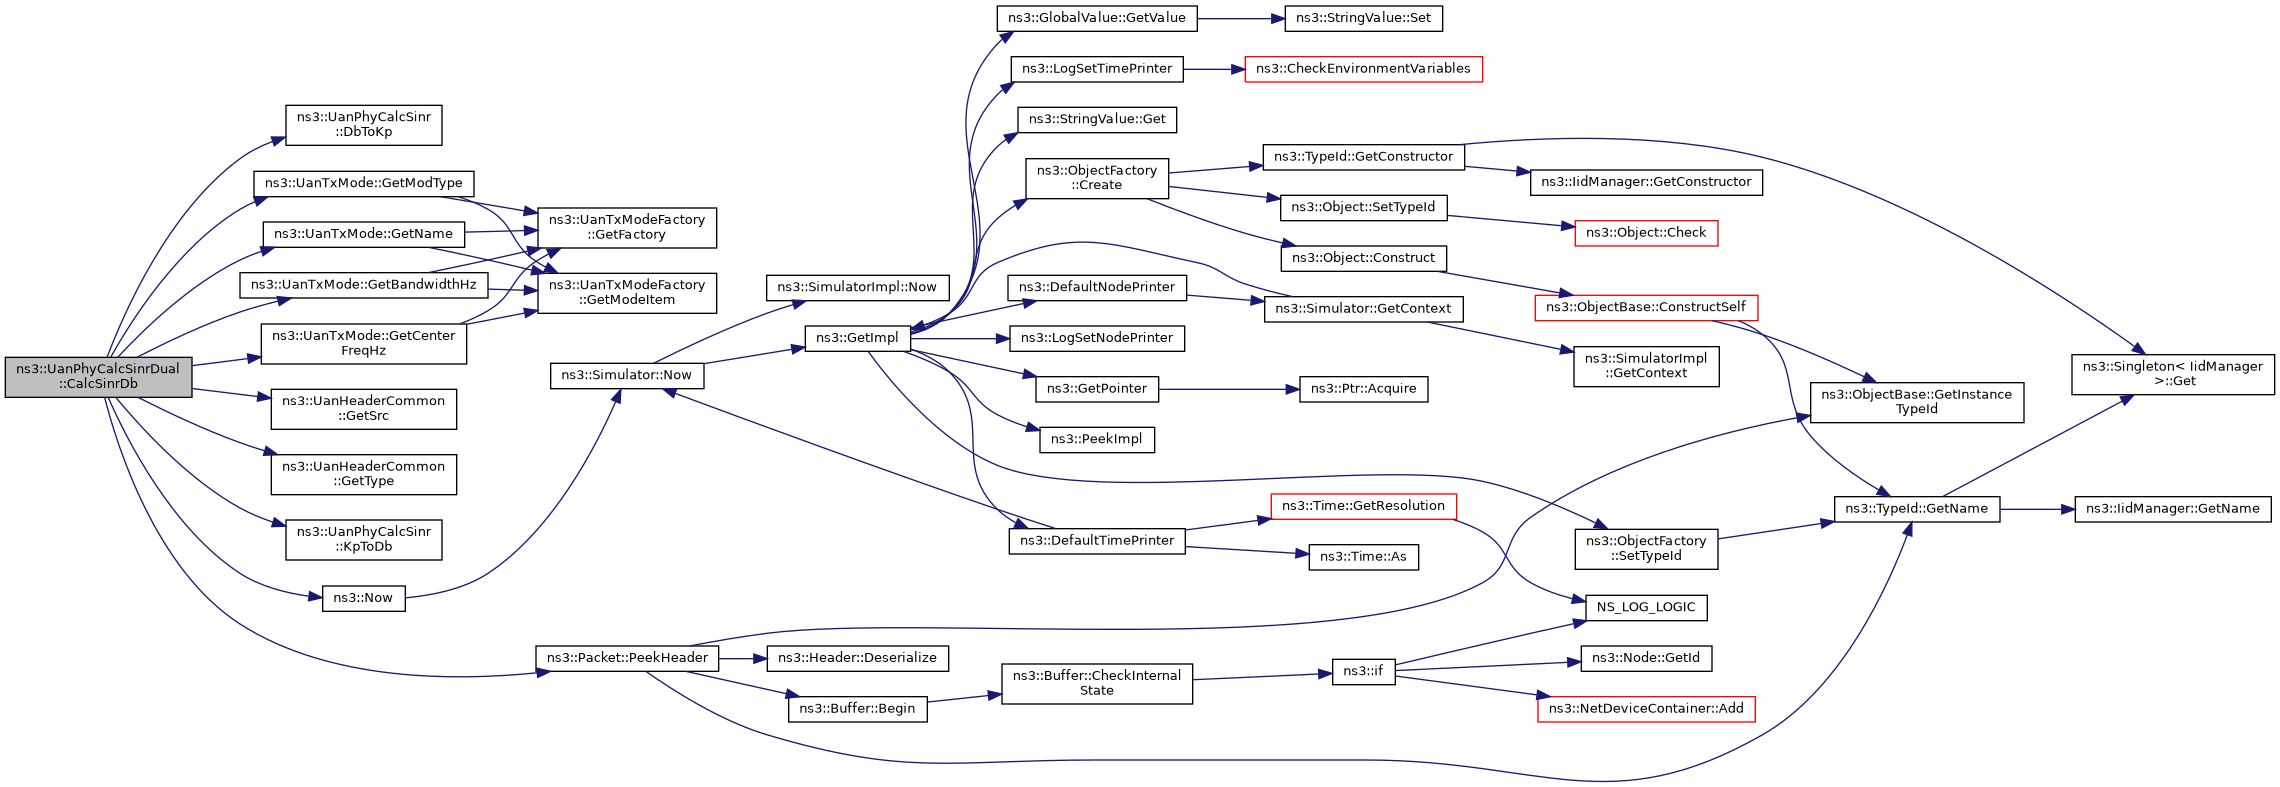 ns3::UanPhyCalcSinrDual
::CalcSinrDb
ns3::UanPhyCalcSinr
::DbToKp
ns3::UanTxMode::GetModType
ns3::UanTxMode::GetName
ns3::UanTxMode::GetBandwidthHz
ns3::UanTxMode::GetCenter
FreqHz
ns3::UanHeaderCommon
::GetSrc
ns3::UanHeaderCommon
::GetType
ns3::UanPhyCalcSinr
::KpToDb
ns3::Now
ns3::UanTxModeFactory
::GetFactory
ns3::UanTxModeFactory
::GetModeItem
ns3::Simulator::Now
ns3::Packet::PeekHeader
ns3::SimulatorImpl::Now
ns3::GetImpl
ns3::Header::Deserialize
ns3::Buffer::Begin
ns3::GlobalValue::GetValue
ns3::LogSetTimePrinter
ns3::StringValue::Get
ns3::ObjectFactory
::Create
ns3::DefaultNodePrinter
ns3::LogSetNodePrinter
ns3::GetPointer
ns3::PeekImpl
ns3::DefaultTimePrinter
ns3::Buffer::CheckInternal
State
ns3::StringValue::Set
ns3::CheckEnvironmentVariables
ns3::TypeId::GetConstructor
ns3::Object::SetTypeId
ns3::Object::Construct
ns3::Simulator::GetContext
ns3::Ptr::Acquire
ns3::Time::GetResolution
ns3::Time::As
ns3::if
ns3::IidManager::GetConstructor
ns3::Object::Check
ns3::ObjectBase::ConstructSelf
ns3::SimulatorImpl
::GetContext
ns3::ObjectFactory
::SetTypeId
NS_LOG_LOGIC
ns3::Node::GetId
ns3::NetDeviceContainer::Add
ns3::ObjectBase::GetInstance
TypeId
ns3::TypeId::GetName
ns3::Singleton< IidManager
>::Get
ns3::IidManager::GetName